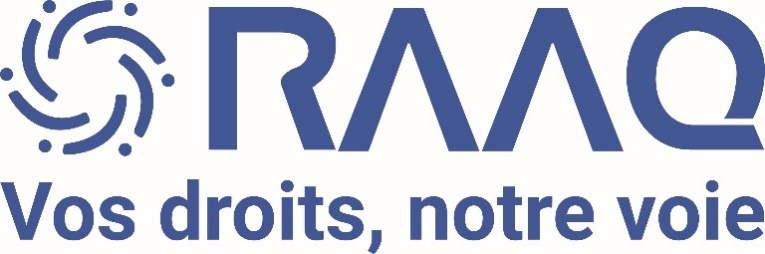 RAAQ
Vos droits, notre voie